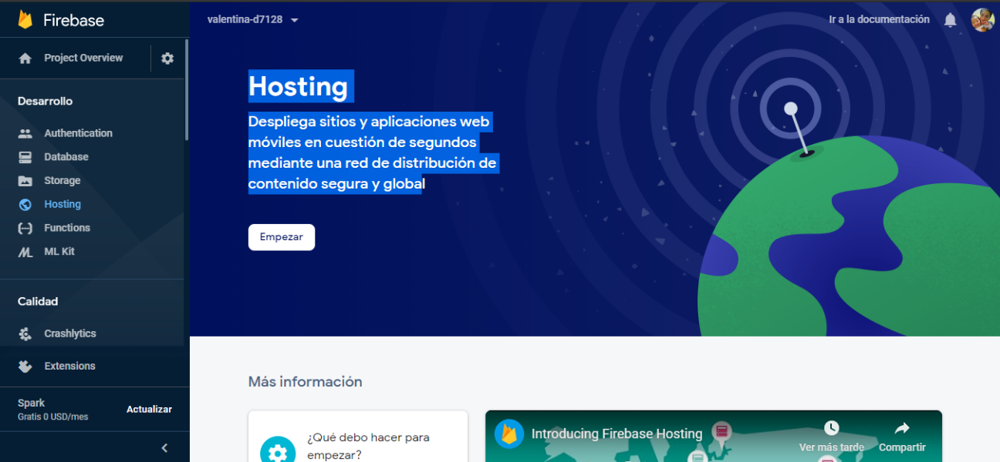 Firebase
valentina-d7128
Ir a la documentación
Project Overview
Desarrollo
Authentication
Database
Storage
Hosting
Functions
ML Kit
Calidad
Crashlytics
Extensions
Spark
Gratis 0 USD/mes
Actualizar
Hosting
Despliega sitios y aplicaciones web
móviles en cuestión de segundos
mediante una red de distribución de
contenido segura y global
Empezar
Más información
¿Qué debo hacer para
empezar?
Introducing Firebase Hosting
Ver más tarde
Compartir